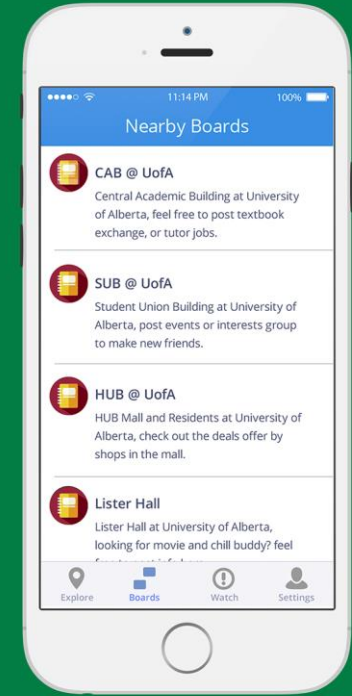 11:14 PM
100%
Nearby Boards
CAB @ UofA
Central Academic Building at University
of Alberta, feel free to post textbook
exchange, or tutor jobs.
SUB @ UofA
Student Union Building at University of
Alberta, post events or interests group
to make new friends.
HUB @ UofA
HUB Mall and Residents at University of
Alberta, check out the deals offer by
shops in the mall.
Lister Hall
Lister Hall at University of Alberta,
looking for movie and chill buddy? feel
Explore
Boards
Watch
Settings